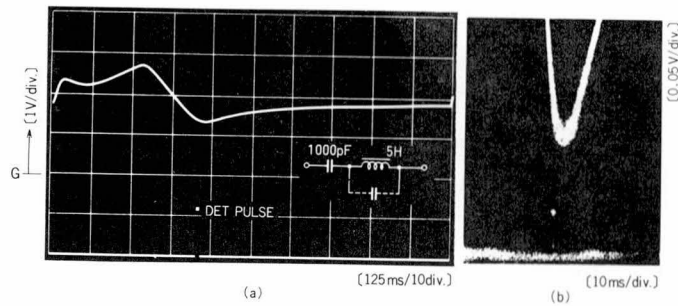 [1V/div.]
G
1000pF 5H
DET PULSE
[125ms/10div.]
(a)
[0.05V/div.]
[10ms/div.]
(b)